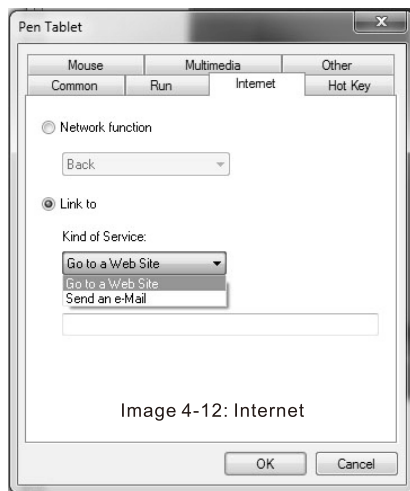 Pen Tablet
x
Mouse Multimedia Other
Common Run Internet Hot Key
Network function
Back
Link to
Kind of Service:
Go to a Web Site
Go to a Web Site
Send an e-Mail
Image 4-12: Internet
OK Cancel